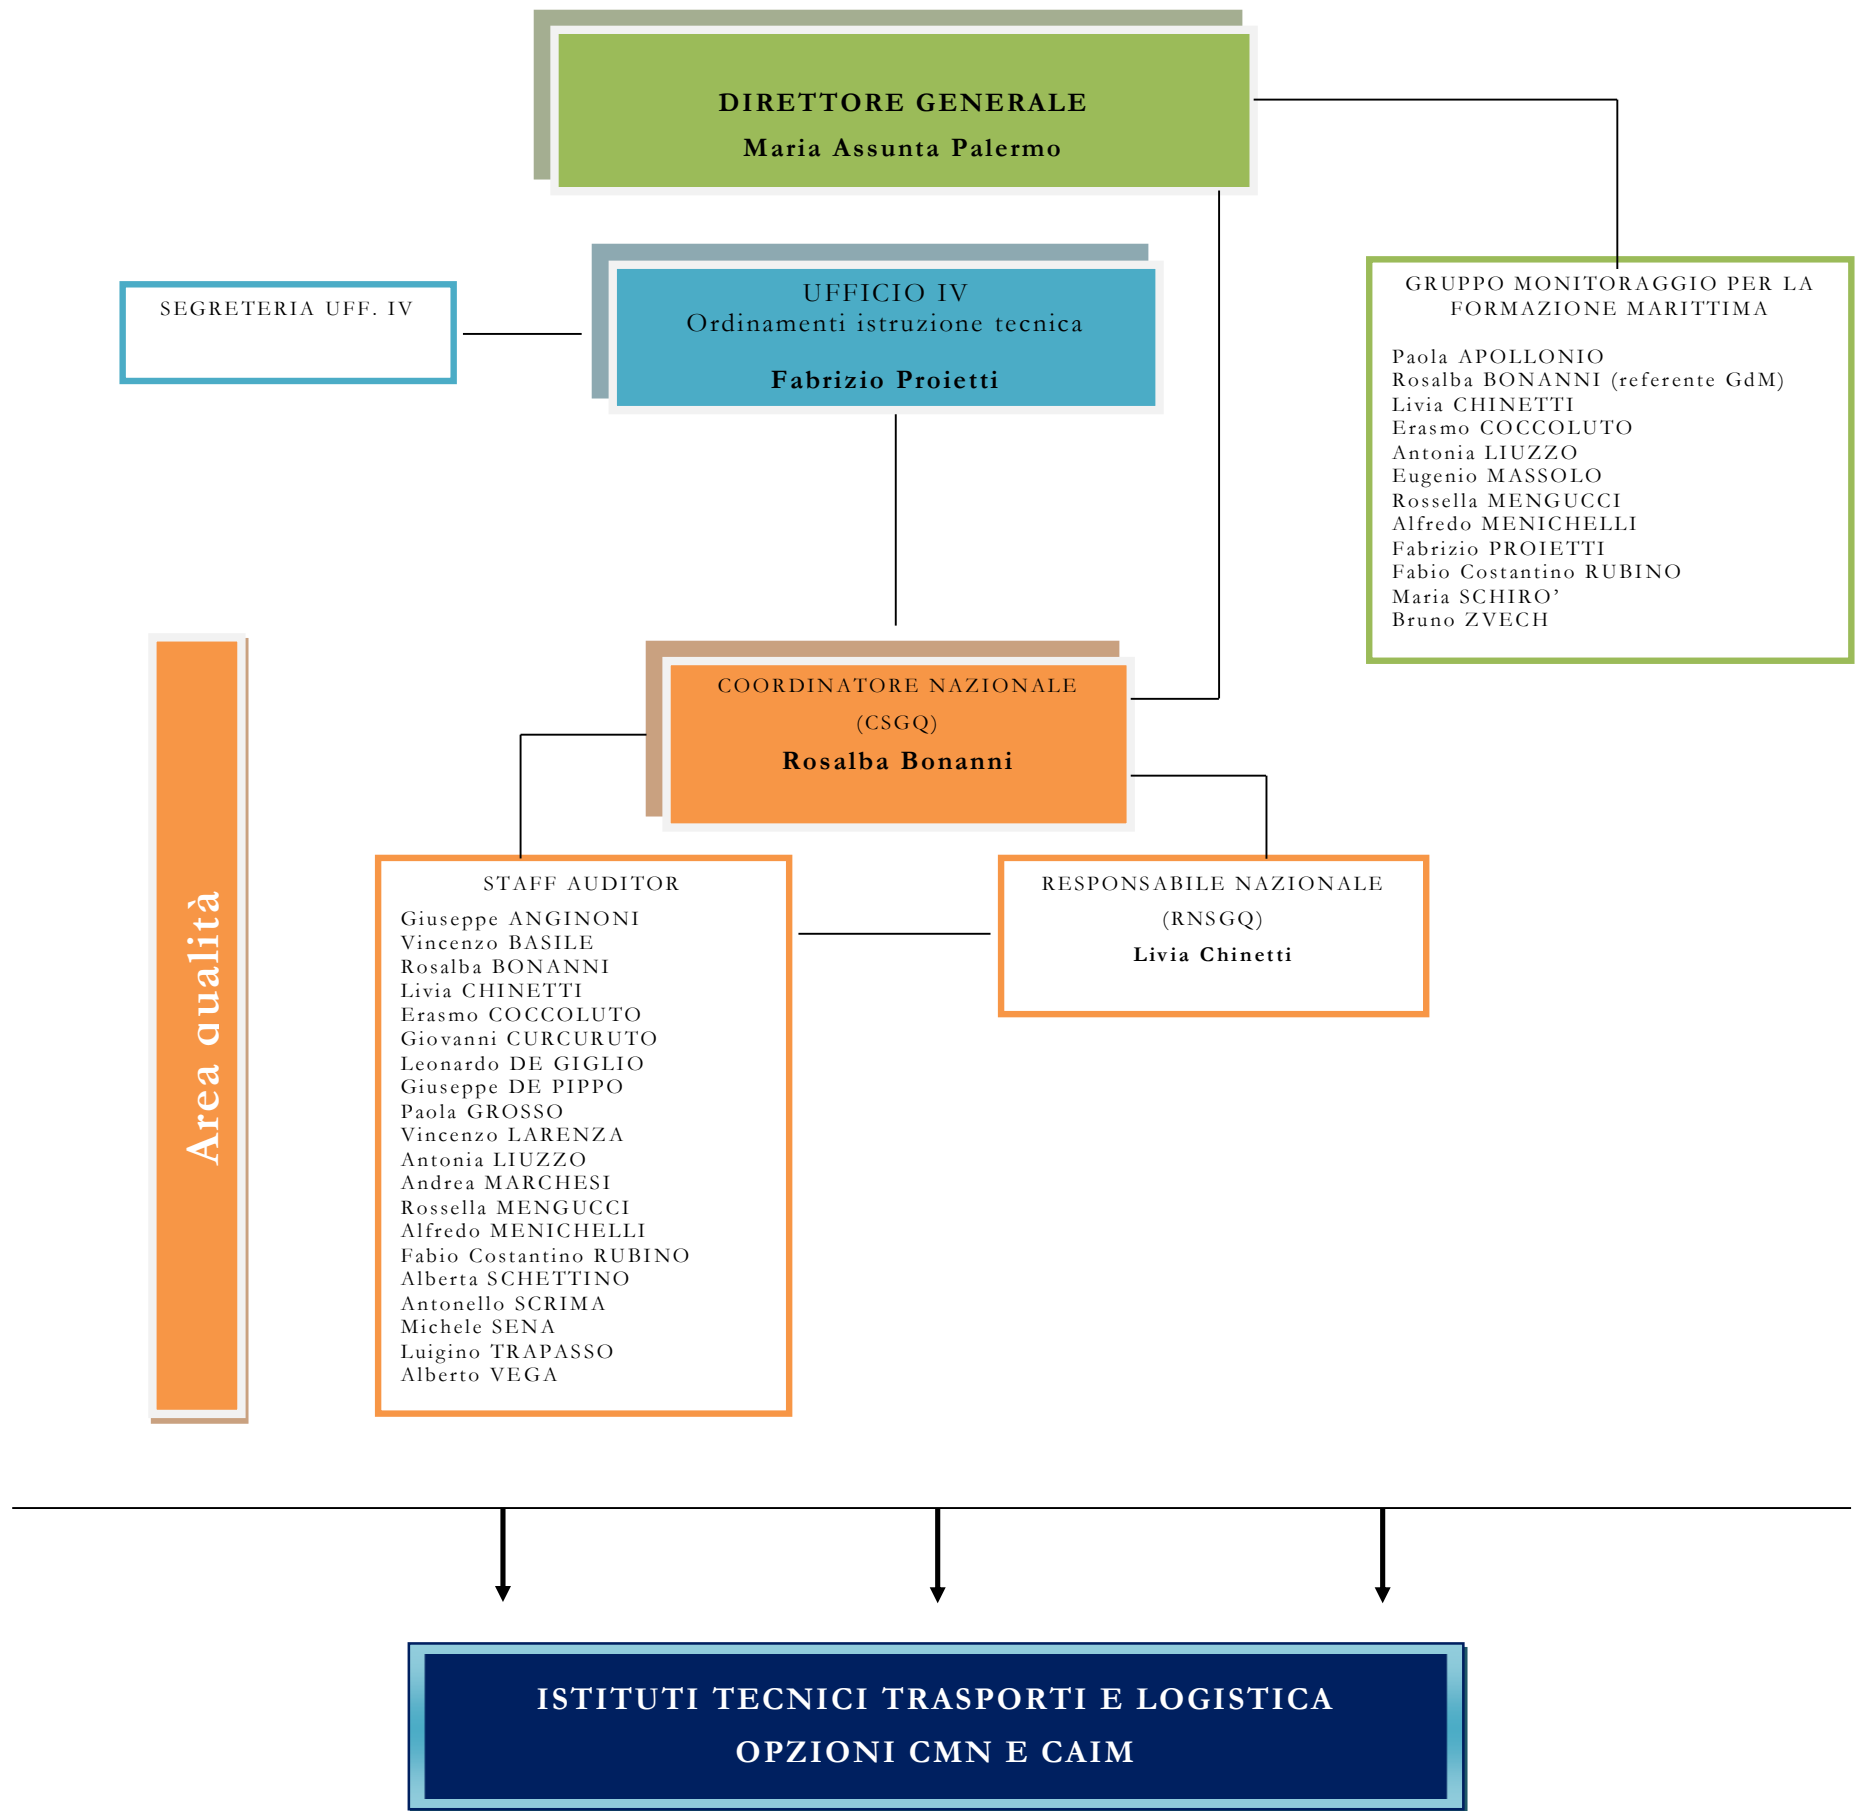 DIRETTORE GENERALE
Maria Assunta Palermo
SEGRETERIA UFF. IV
UFFICIO IV
Ordinamenti istruzione tecnica
Fabrizio Proietti
GRUPPO MONITORAGGIO PER LA
FORMAZIONE MARITTIMA
Paola APOLLONIO
Rosalba BONANNI (referente GdM)
Livia CHINETTI
Erasmo COCCOLUTO
Antonia LIUZZO
Eugenio MASSOLO
Rossella MENGUCCI
Alfredo MENICHELLI
Fabrizio PROIETTI
Fabio Costantino RUBINO
Maria SCHIRO’
Bruno ZVECH
Area qualità
COORDINATORE NAZIONALE
(CSGQ)
Rosalba Bonanni
STAFF AUDITOR
Giuseppe ANGINONI
Vincenzo BASILE
Rosalba BONANNI
Livia CHINETTI
Erasmo COCCOLUTO
Giovanni CURCURUTO
Leonardo DE GIGLIO
Giuseppe DE PIPPO
Paola GROSSO
Vincenzo LARENZA
Antonia LIUZZO
Andrea MARCHESI
Rossella MENGUCCI
Alfredo MENICHELLI
Fabio Costantino RUBINO
Alberta SCHETTINO
Antonello SCRIMA
Michele SENA
Luigino TRAPASSO
Alberto VEGA
RESPONSABILE NAZIONALE
(RNSGQ)
Livia Chinetti
ISTITUTI TECNICI TRASPORTI E LOGISTICA
OPZIONI CMN E CAIM